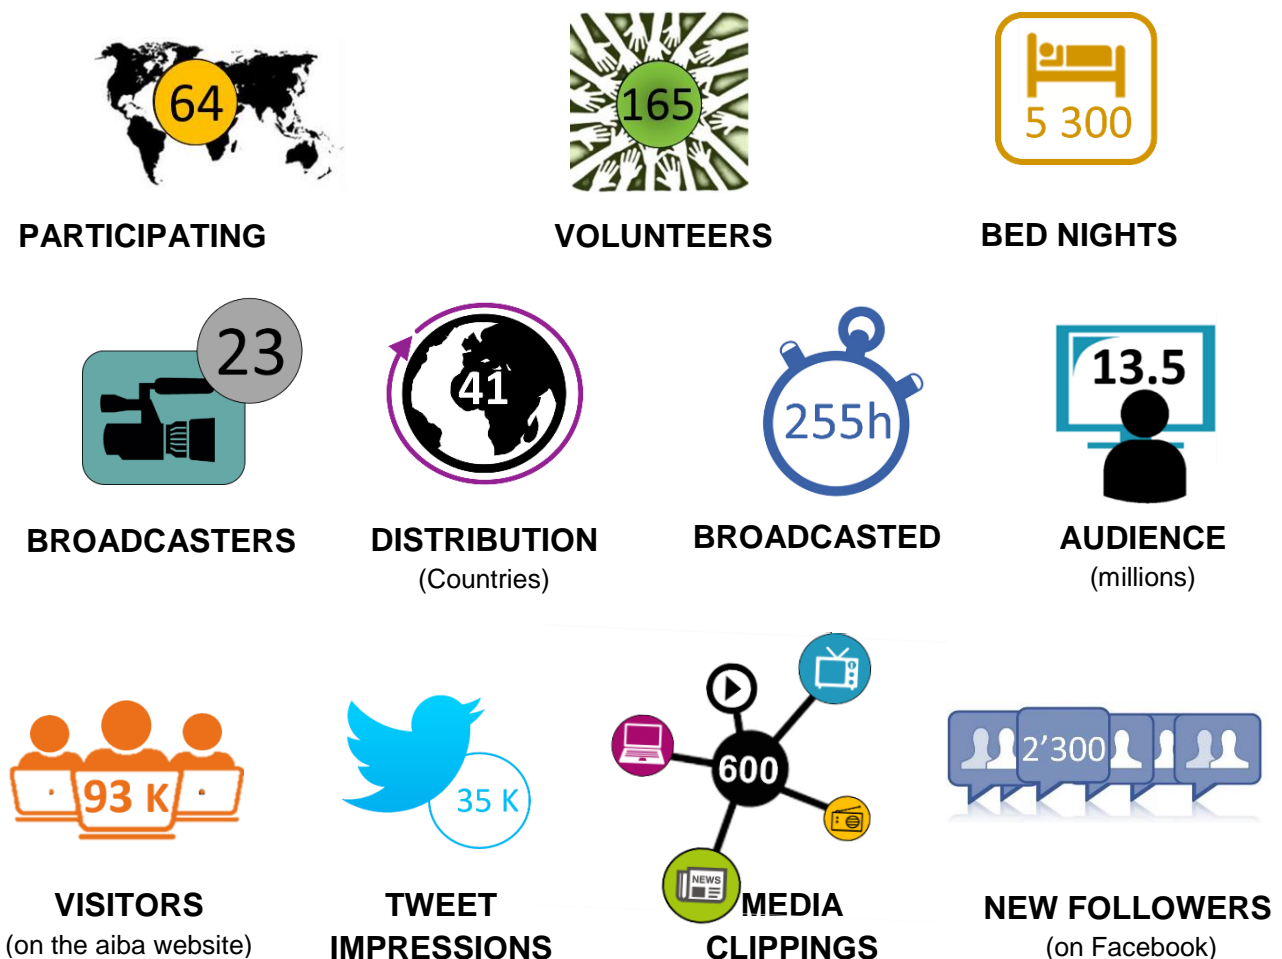 64
165
5 300
PARTICIPATING
VOLUNTEERS
BED NIGHTS
23
41
255h
13.5
BROADCASTERS
DISTRIBUTION
(Countries)
BROADCASTED
AUDIENCE
(millions)
93 K
35 K
600
NEWS
2’300
VISITORS
(on the aiba website)
TWEET
IMPRESSIONS
MEDIA
CLIPPINGS
NEW FOLLOWERS
(on Facebook)